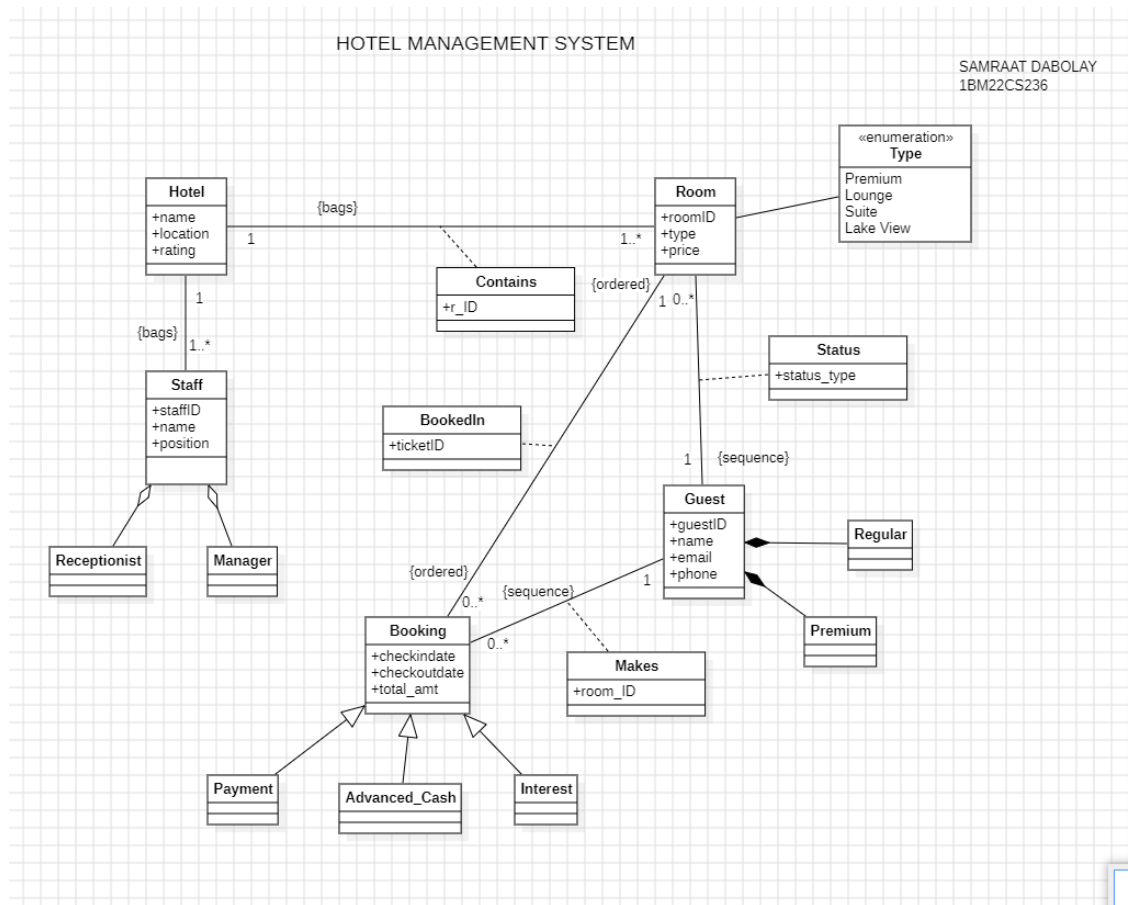 HOTEL MANAGEMENT SYSTEM
SAMRAAT DABOLAY
1BM22CS236
«enumeration»
Type
Premium
Lounge
Suite
Lake View
Hotel
+name
+location
+rating
{bags}
1
1..*
Room
+roomID
+type
+price
Contains
+r_ID
{ordered}
1
0..*
1
{bags}
1..*
Status
+status_type
Staff
+staffID
+name
+position
BookedIn
+ticketID
1
{sequence}
Guest
+guestID
+name
+email
+phone
Regular
Receptionist
Manager
{ordered}
0..*
{sequence}
1
0..*
Premium
Booking
+checkindate
+checkoutdate
+total_amt
Makes
+room_ID
Payment
Advanced_Cash
Interest